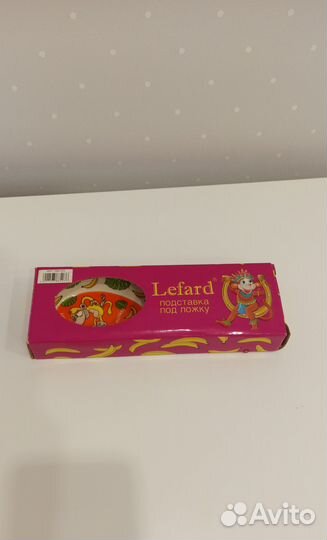 Lefard
подставка
под ложку
Avito